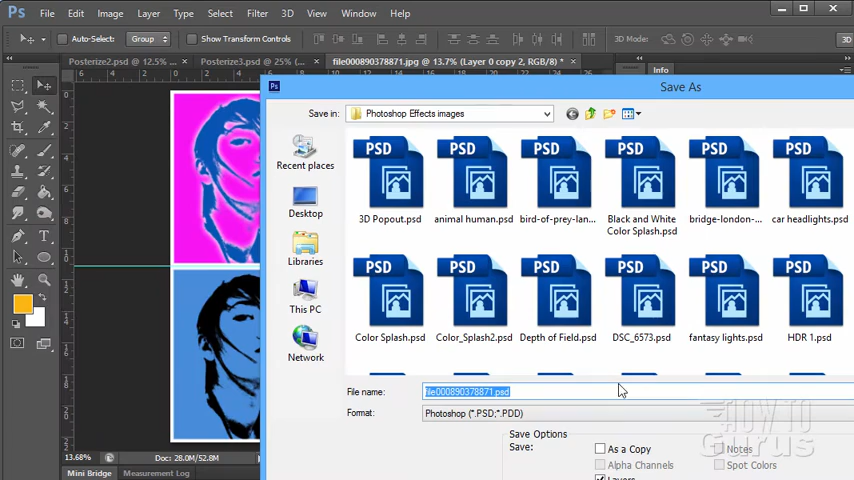 Ps File Edit Image Layer Type Select Filter 3D View Window Help
Auto-Select: Group Show Transform Controls 3D Mode: 3D
Posterize2 @ 12.5% ... × Posterize3.psd @ 25% (... × file000890378871.jpg @ 13.7% (Layer 0 copy 2, RGB/8) * × Info
Ps Save As
Save in: Photoshop Effects images
Recent places
Desktop
Libraries
This PC
Network
PSD PSD PSD PSD PSD PSD
3D Popout.psd animal human.psd bird-of-prey-lan... Black and White Color Splash.psd bridge-london-... car headlights.psd
PSD PSD PSD PSD PSD PSD
Color Splash.psd Color_Splash2.psd Depth of Field.psd DSC_6573.psd fantasy lights.psd HDR 1.psd
File name: file000890378871.psd
Format: Photoshop (*.PSD;*.PDD)
Save Options
Save: As a Copy Notes
Alpha Channels Spot Colors
Layers
13.68% Doc: 28.0M/52.8M
Mini Bridge Measurement Log
HOW TO
Gurus